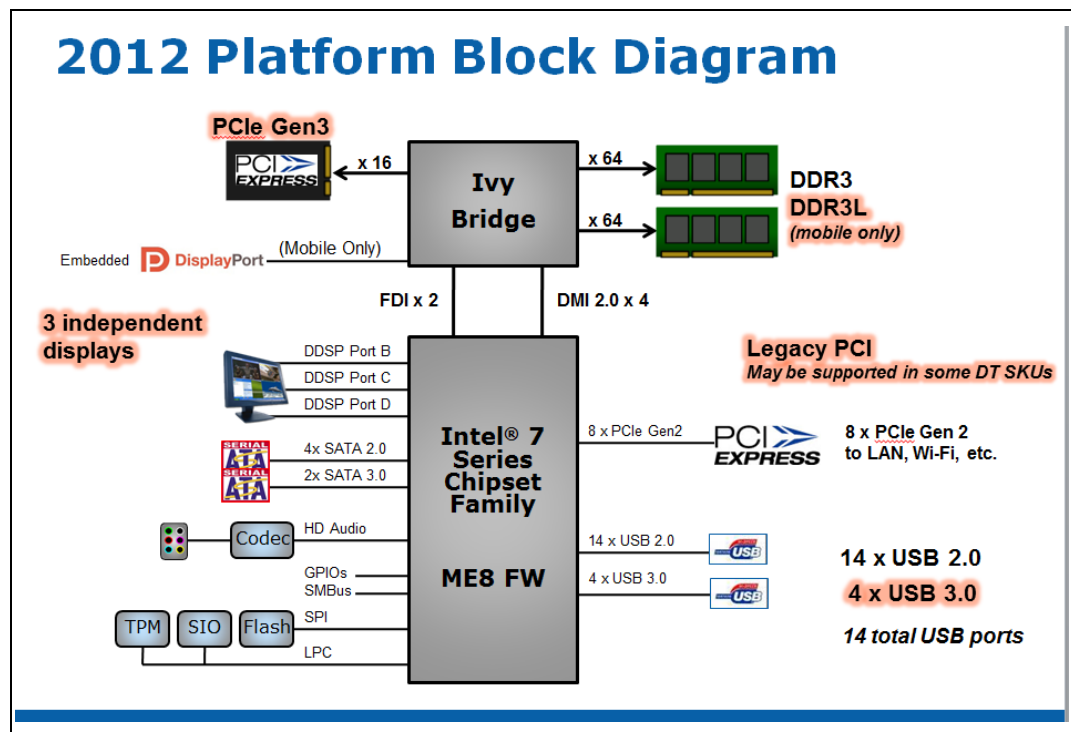 2012 Platform Block Diagram
PCIe Gen3
PCI
EXPRESS
x 16
Ivy
Bridge
x 64
x 64
DDR3
DDR3L
(mobile only)
Embedded DisplayPort
(Mobile Only)
FDI x 2
DMI 2.0 x 4
3 independent
displays
DDSP Port B
DDSP Port C
DDSP Port D
SERIAL
ATA
SERIAL
ATA
4x SATA 2.0
2x SATA 3.0
Codec
HD Audio
GPIOs
SMBus
TPM
SIO
Flash
SPI
LPC
Intel® 7
Series
Chipset
Family
ME8 FW
Legacy PCI
May be supported in some DT SKUs
8 x PCIe Gen2
PCI
EXPRESS
8 x PCIe Gen 2
to LAN, Wi-Fi, etc.
14 x USB 2.0
USB
4 x USB 3.0
USB
14 x USB 2.0
4 x USB 3.0
14 total USB ports